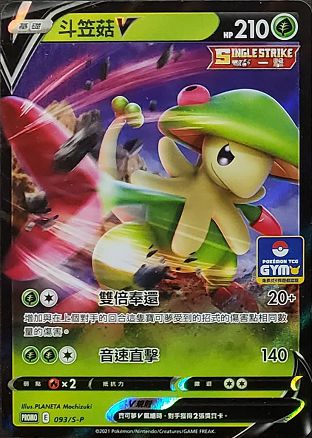 基礎 斗笠菇V HP 210
SINGLE STRIKE
一擊
POKÉMON TCG
GYM
雙倍奉還 20+
增加與在上個對手的回合這隻寶可夢受到的招式的傷害點相同數
量的傷害。
音速直擊 140
弱點 ×2 抵抗 撤退
Illus. PLANETA Mochizuki
V規則
PROMO E 093/S-P
寶可夢V氣絕時，對手獲得2張獎賞卡。
©2021 Pokémon/Nintendo/Creatures/GAME FREAK.